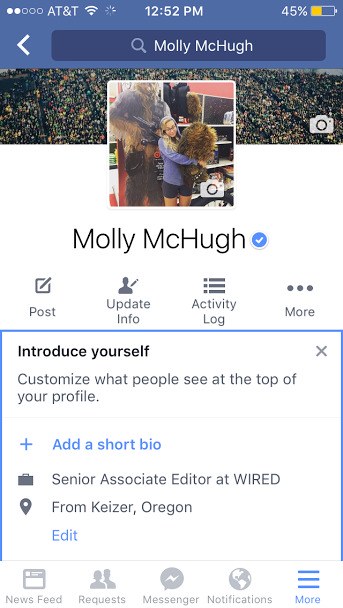 AT&T 12:52 PM 45%
Molly McHugh
Molly McHugh
Post Update Info Activity Log More
Introduce yourself
Customize what people see at the top of
your profile.
+ Add a short bio
Senior Associate Editor at WIRED
From Keizer, Oregon
Edit
News Feed Requests Messenger Notifications More